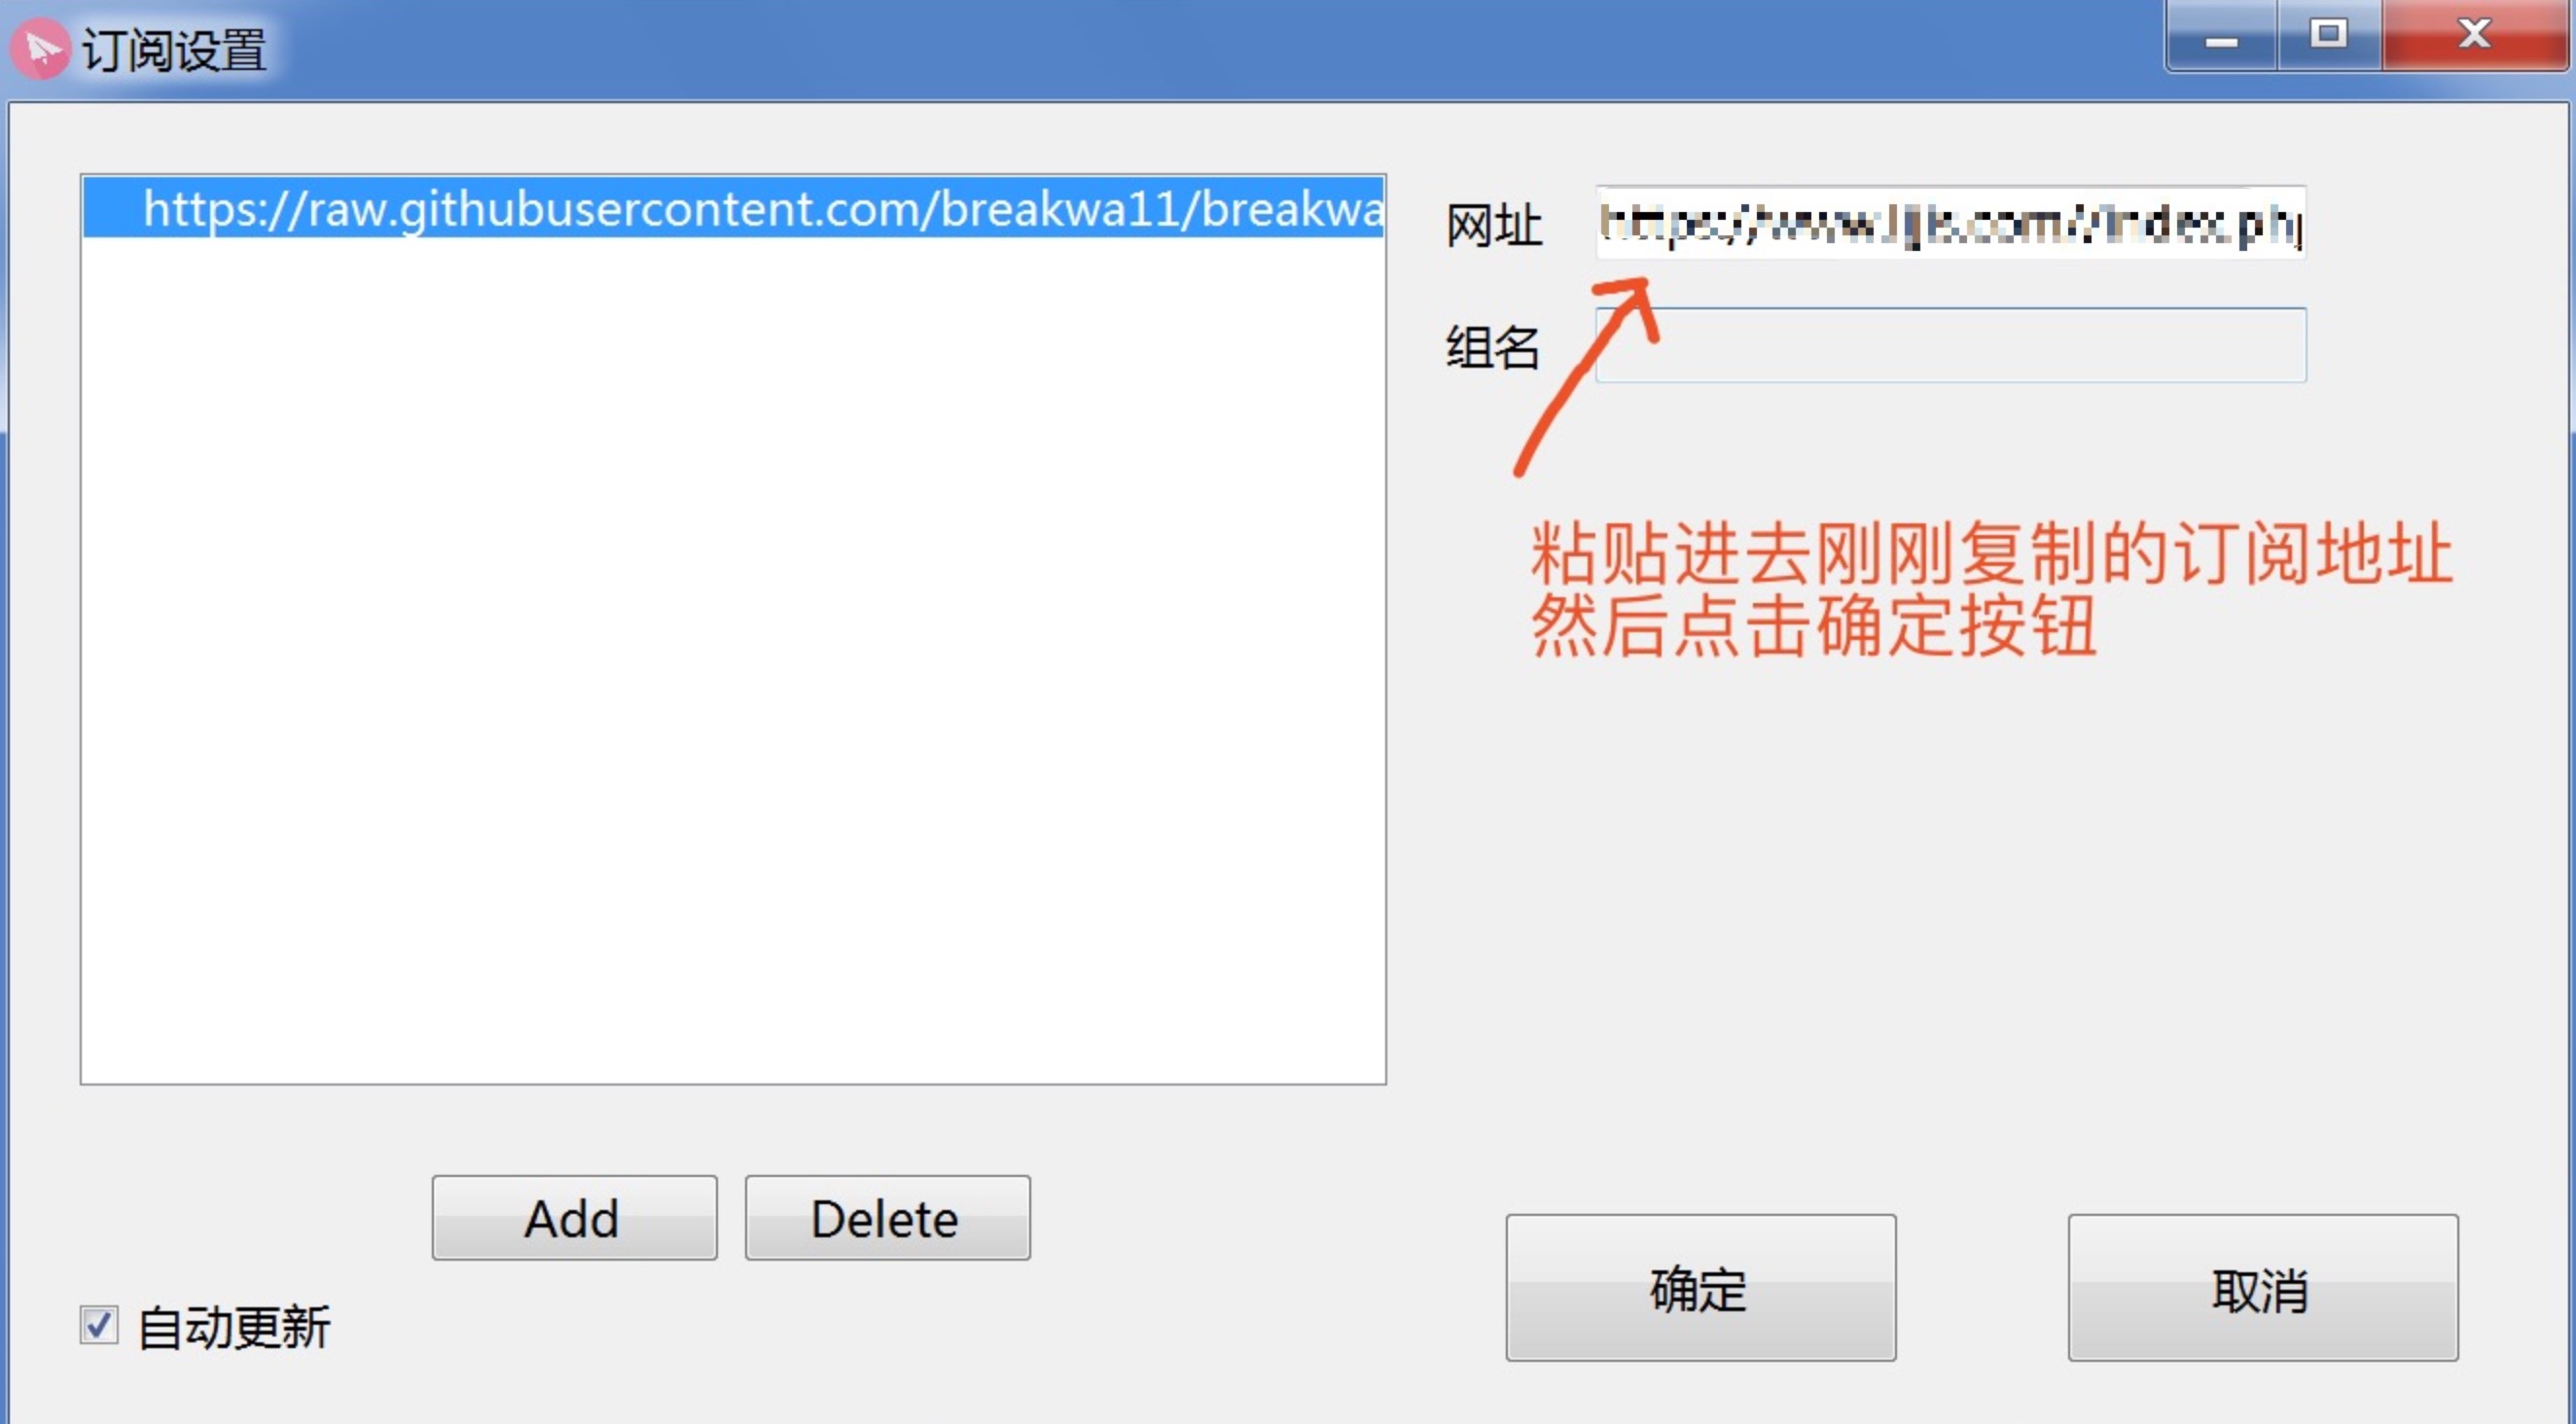 订阅设置
https://raw.githubusercontent.com/breakwa11/breakwa
网址
组名
粘贴进去刚刚复制的订阅地址
然后点击确定按钮
Add
Delete
自动更新
确定
取消